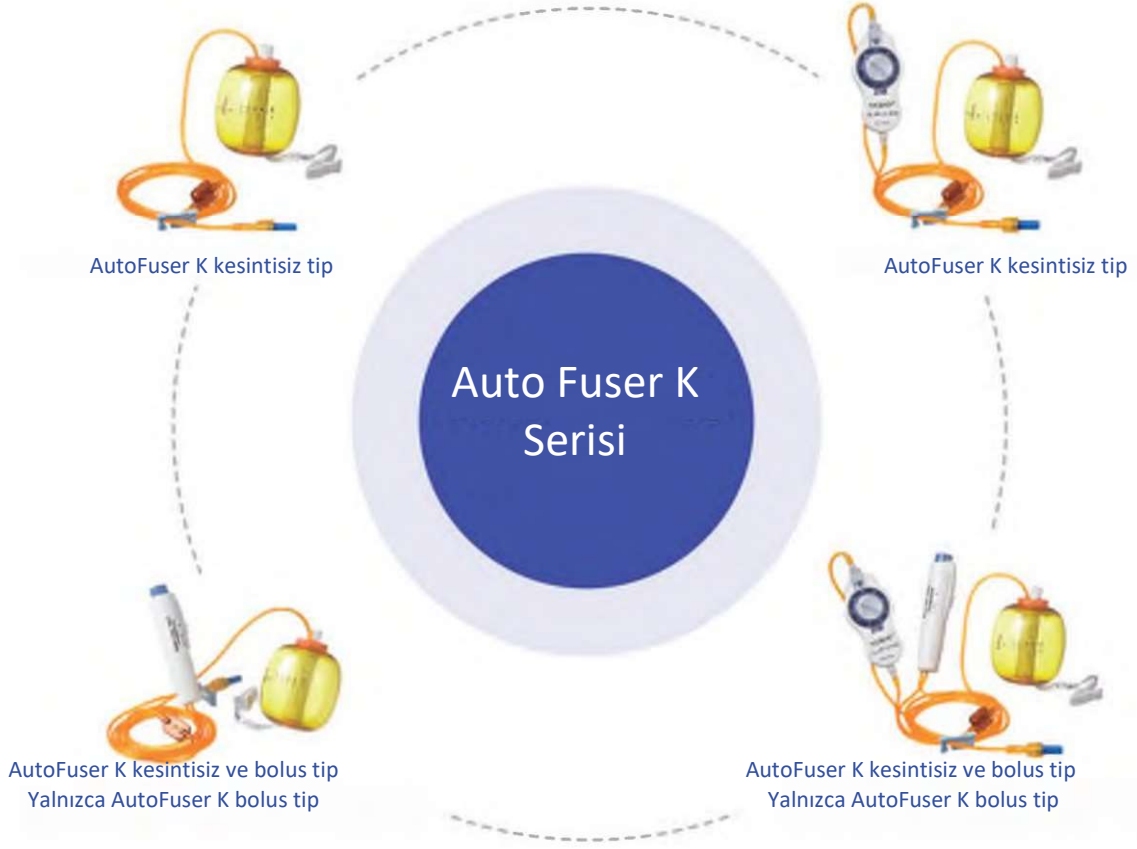 AutoFuser K kesintisiz tip
AutoFuser K kesintisiz tip
Auto Fuser K
Serisi
AutoFuser K kesintisiz ve bolus tip
Yalnızca AutoFuser K bolus tip
AutoFuser K kesintisiz ve bolus tip
Yalnızca AutoFuser K bolus tip